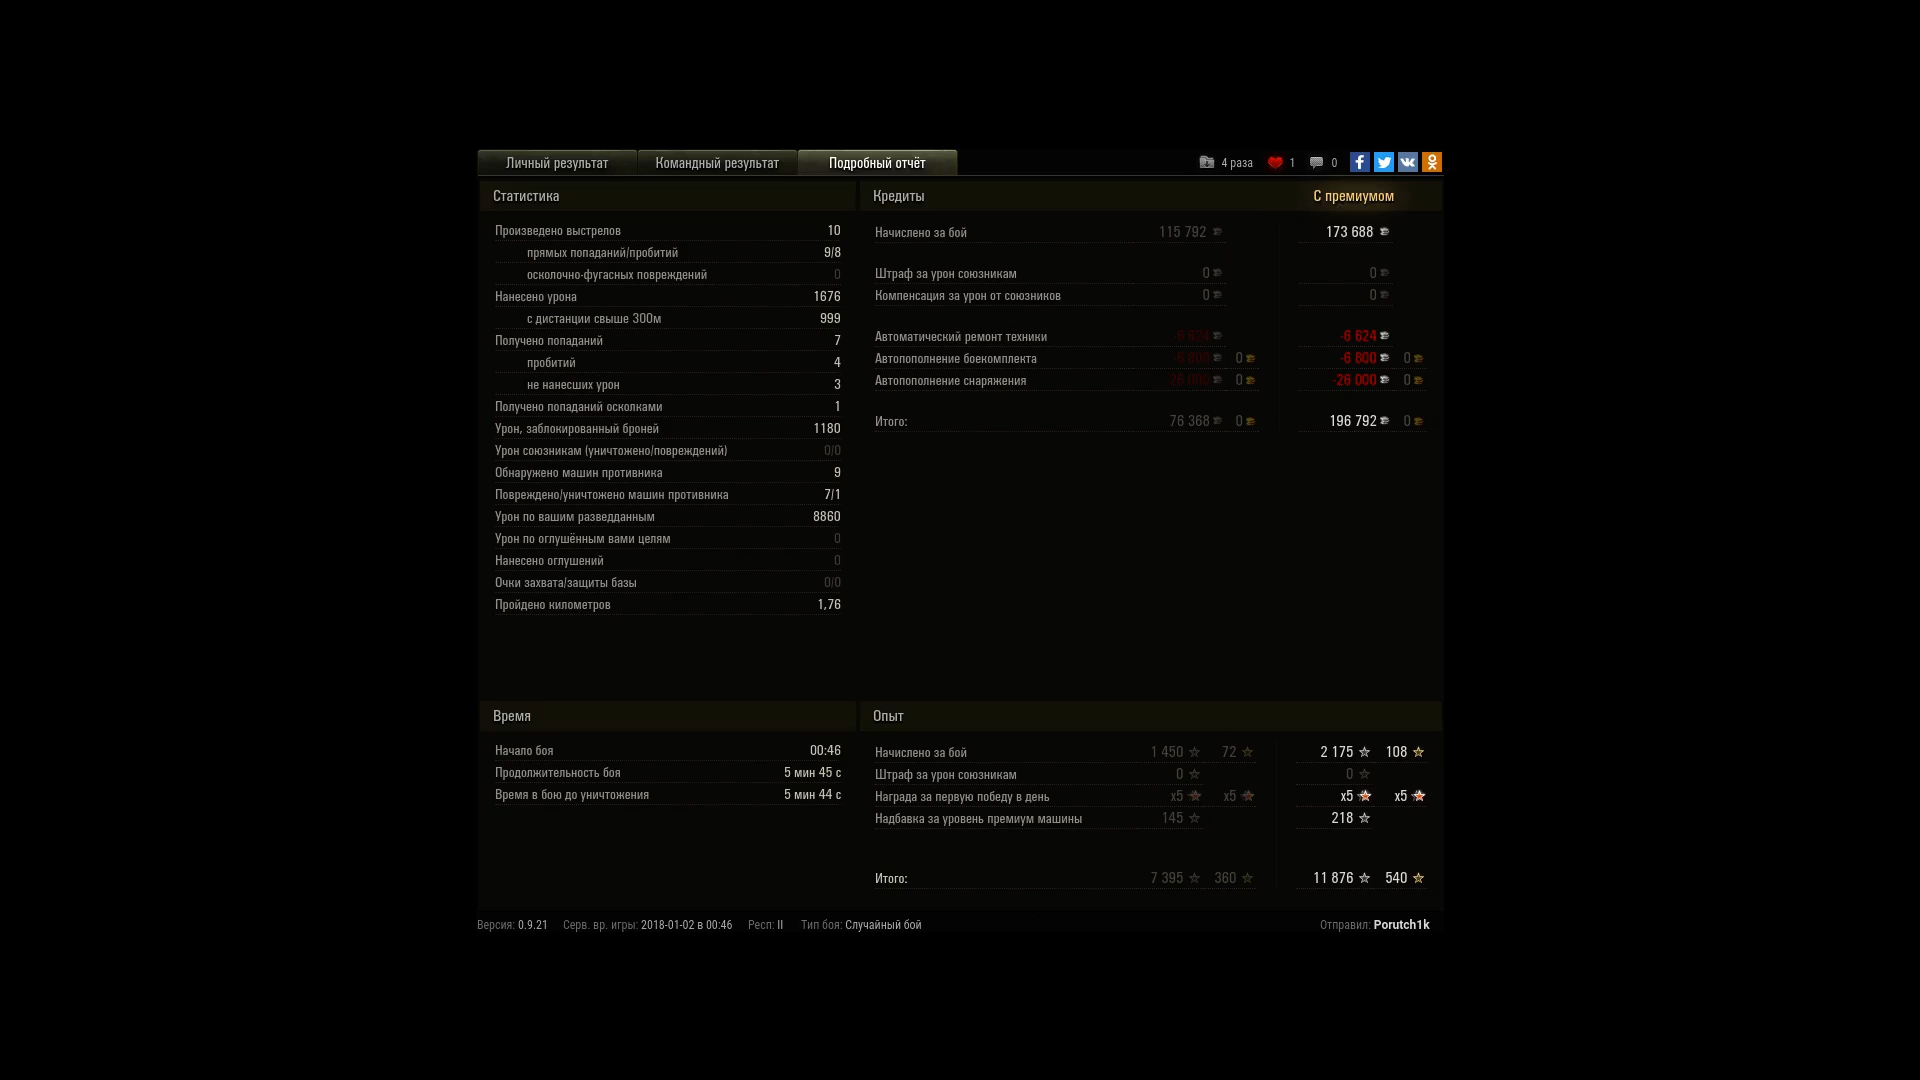 Личный результат Командный результат Подробный отчёт 4 раза 1 0
Статистика
Произведено выстрелов 10
прямых попаданий/пробитий 9/8
осколочно-фугасных повреждений 0
Нанесено урона 1676
с дистанции свыше 300м 999
Получено попаданий 7
пробитий 4
не нанесших урон 3
Получено попаданий осколками 1
Урон, заблокированный броней 1180
Урон союзникам (уничтожено/повреждений) 0/0
Обнаружено машин противника 9
Повреждено/уничтожено машин противника 7/1
Урон по вашим разведданным 8860
Урон по оглушённым вами целям 0
Нанесено оглушений 0
Очки захвата/защиты базы 0/0
Пройдено километров 1,76
Кредиты С премиумом
Начислено за бой 115 792 173 688
Штраф за урон союзникам 0 0
Компенсация за урон от союзников 0 0
Автоматический ремонт техники -6 624 -6 624
Автопополнение боекомплекта -6 800 0 -6 800 0
Автопополнение снаряжения -26 000 0 -26 000 0
Итого: 76 368 0 196 792 0
Время
Начало боя 00:46
Продолжительность боя 5 мин 45 с
Время в бою до уничтожения 5 мин 44 с
Опыт
Начислено за бой 1 450 72 2 175 108
Штраф за урон союзникам 0 0
Награда за первую победу в день x5 x5 x5 x5
Надбавка за уровень премиум машины 145 218
Итого: 7 395 360 11 876 540
Версия: 0.9.21 Серв. вр. игры: 2018-01-02 в 00:46 Респ: II Тип боя: Случайный бой Отправил: Porutch1k